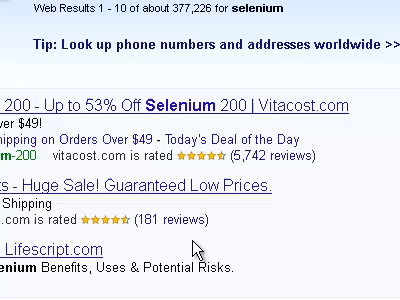 Web Results 1 - 10 of about 377,226 for selenium
Tip: Look up phone numbers and addresses worldwide >>
200 - Up to 53% Off Selenium 200 | Vitacost.com
ver $49!
hipping on Orders Over $49 - Today's Deal of the Day
m-200 vitacost.com is rated (5,742 reviews)
ts - Huge Sale! Guaranteed Low Prices.
Shipping
.com is rated (181 reviews)
Lifescript.com
enium Benefits, Uses & Potential Risks.